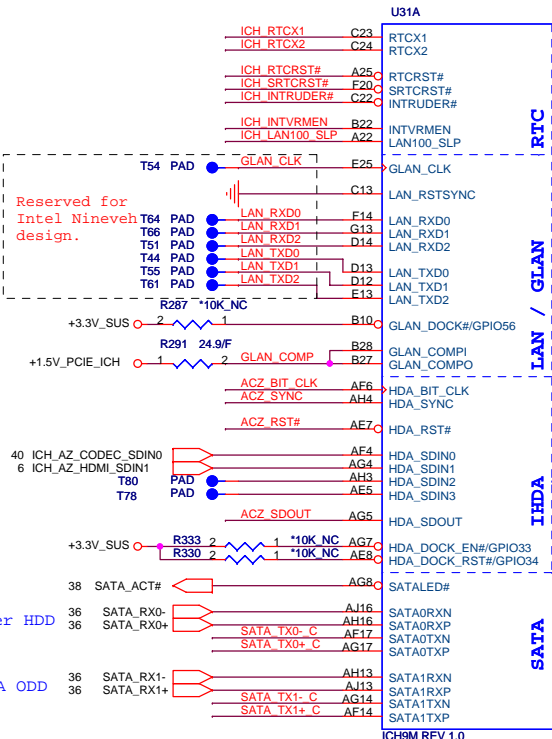 U31A
ICH_RTCX1 C23 RTCX1
ICH_RTCX2 C24 RTCX2
ICH_RTCRST# A25 RTCRST#
ICH_SRTCRST# F20 SRTCRST#
ICH_INTRUDER# C22 INTRUDER#
ICH_INTVRMEN B22 INTVRMEN
ICH_LAN100_SLP A22 LAN100_SLP
RTC
T54 PAD GLAN_CLK E25 GLAN_CLK
C13 LAN_RSTSYNC
Reserved for
Intel Nineveh
design.
T64 PAD LAN_RXD0 F14 LAN_RXD0
T66 PAD LAN_RXD1 G13 LAN_RXD1
T51 PAD LAN_RXD2 D14 LAN_RXD2
T44 PAD LAN_TXD0 D13 LAN_TXD0
T55 PAD LAN_TXD1 D12 LAN_TXD1
T61 PAD LAN_TXD2 E13 LAN_TXD2
R287 *10K_NC
+3.3V_SUS 2 1 B10 GLAN_DOCK#/GPIO56
R291 24.9/F
+1.5V_PCIE_ICH 1 2 GLAN_COMP B28 GLAN_COMPI
B27 GLAN_COMPO
LAN / GLAN
ACZ_BIT_CLK AF6 HDA_BIT_CLK
ACZ_SYNC AH4 HDA_SYNC
ACZ_RST# AE7 HDA_RST#
40 ICH_AZ_CODEC_SDIN0 AF4 HDA_SDIN0
6 ICH_AZ_HDMI_SDIN1 AG4 HDA_SDIN1
T80 PAD AH3 HDA_SDIN2
T78 PAD AE5 HDA_SDIN3
ACZ_SDOUT AG5 HDA_SDOUT
IHDA
+3.3V_SUS R333 2 1 *10K_NC AG7 HDA_DOCK_EN#/GPIO33
R330 2 1 *10K_NC AE8 HDA_DOCK_RST#/GPIO34
38 SATA_ACT# AG8 SATALED#
36 SATA_RX0- AJ16 SATA0RXN
er HDD 36 SATA_RX0+ AH16 SATA0RXP
SATA_TX0-_C AF17 SATA0TXN
SATA_TX0+_C AG17 SATA0TXP
36 SATA_RX1- AH13 SATA1RXN
A ODD 36 SATA_RX1+ AJ13 SATA1RXP
SATA_TX1-_C AG14 SATA1TXN
SATA_TX1+_C AF14 SATA1TXP
SATA
ICH9M REV 1.0